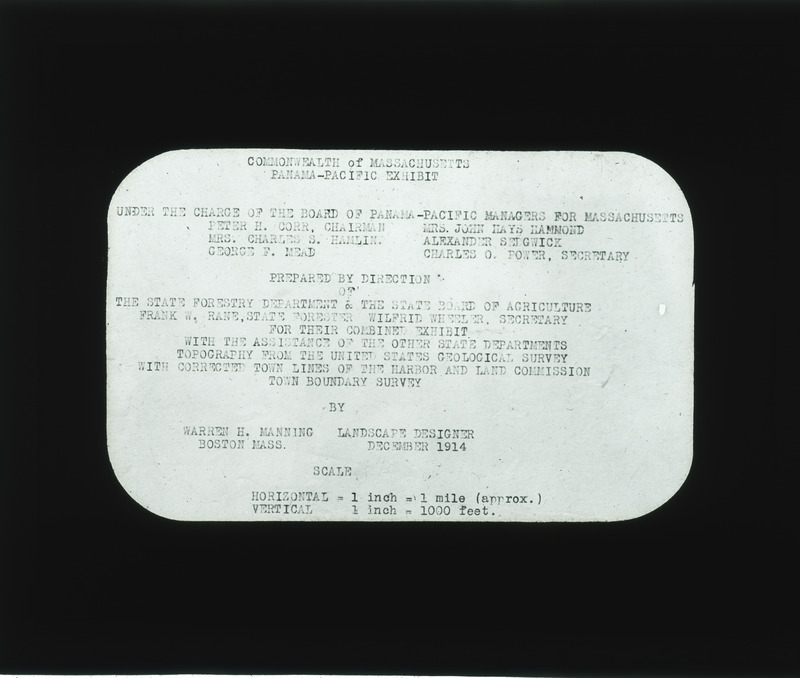 COMMONWEALTH of MASSACHUSETTS
PANAMA-PACIFIC EXHIBIT
UNDER THE CHARGE OF THE BOARD OF PANAMA-PACIFIC MANAGERS FOR MASSACHUSETTS
PETER H. CORR, CHAIRMAN MRS. JOHN HAYS HAMMOND
MRS. CHARLES S. HAMLIN. ALEXANDER SEDGWICK
GEORGE F. MEAD CHARLES O. POWER, SECRETARY
PREPARED BY DIRECTION
OF
THE STATE FORESTRY DEPARTMENT & THE STATE BOARD OF AGRICULTURE
FRANK W. RANE, STATE FORESTER WILFRID WHEELER, SECRETARY
FOR THEIR COMBINED EXHIBIT
WITH THE ASSISTANCE OF THE OTHER STATE DEPARTMENTS
TOPOGRAPHY FROM THE UNITED STATES GEOLOGICAL SURVEY
WITH CORRECTED TOWN LINES OF THE HARBOR AND LAND COMMISSION
TOWN BOUNDARY SURVEY
BY
WARREN H. MANNING LANDSCAPE DESIGNER
BOSTON MASS. DECEMBER 1914
SCALE
HORIZONTAL = 1 inch = 1 mile (approx.)
VERTICAL 1 inch = 1000 feet.